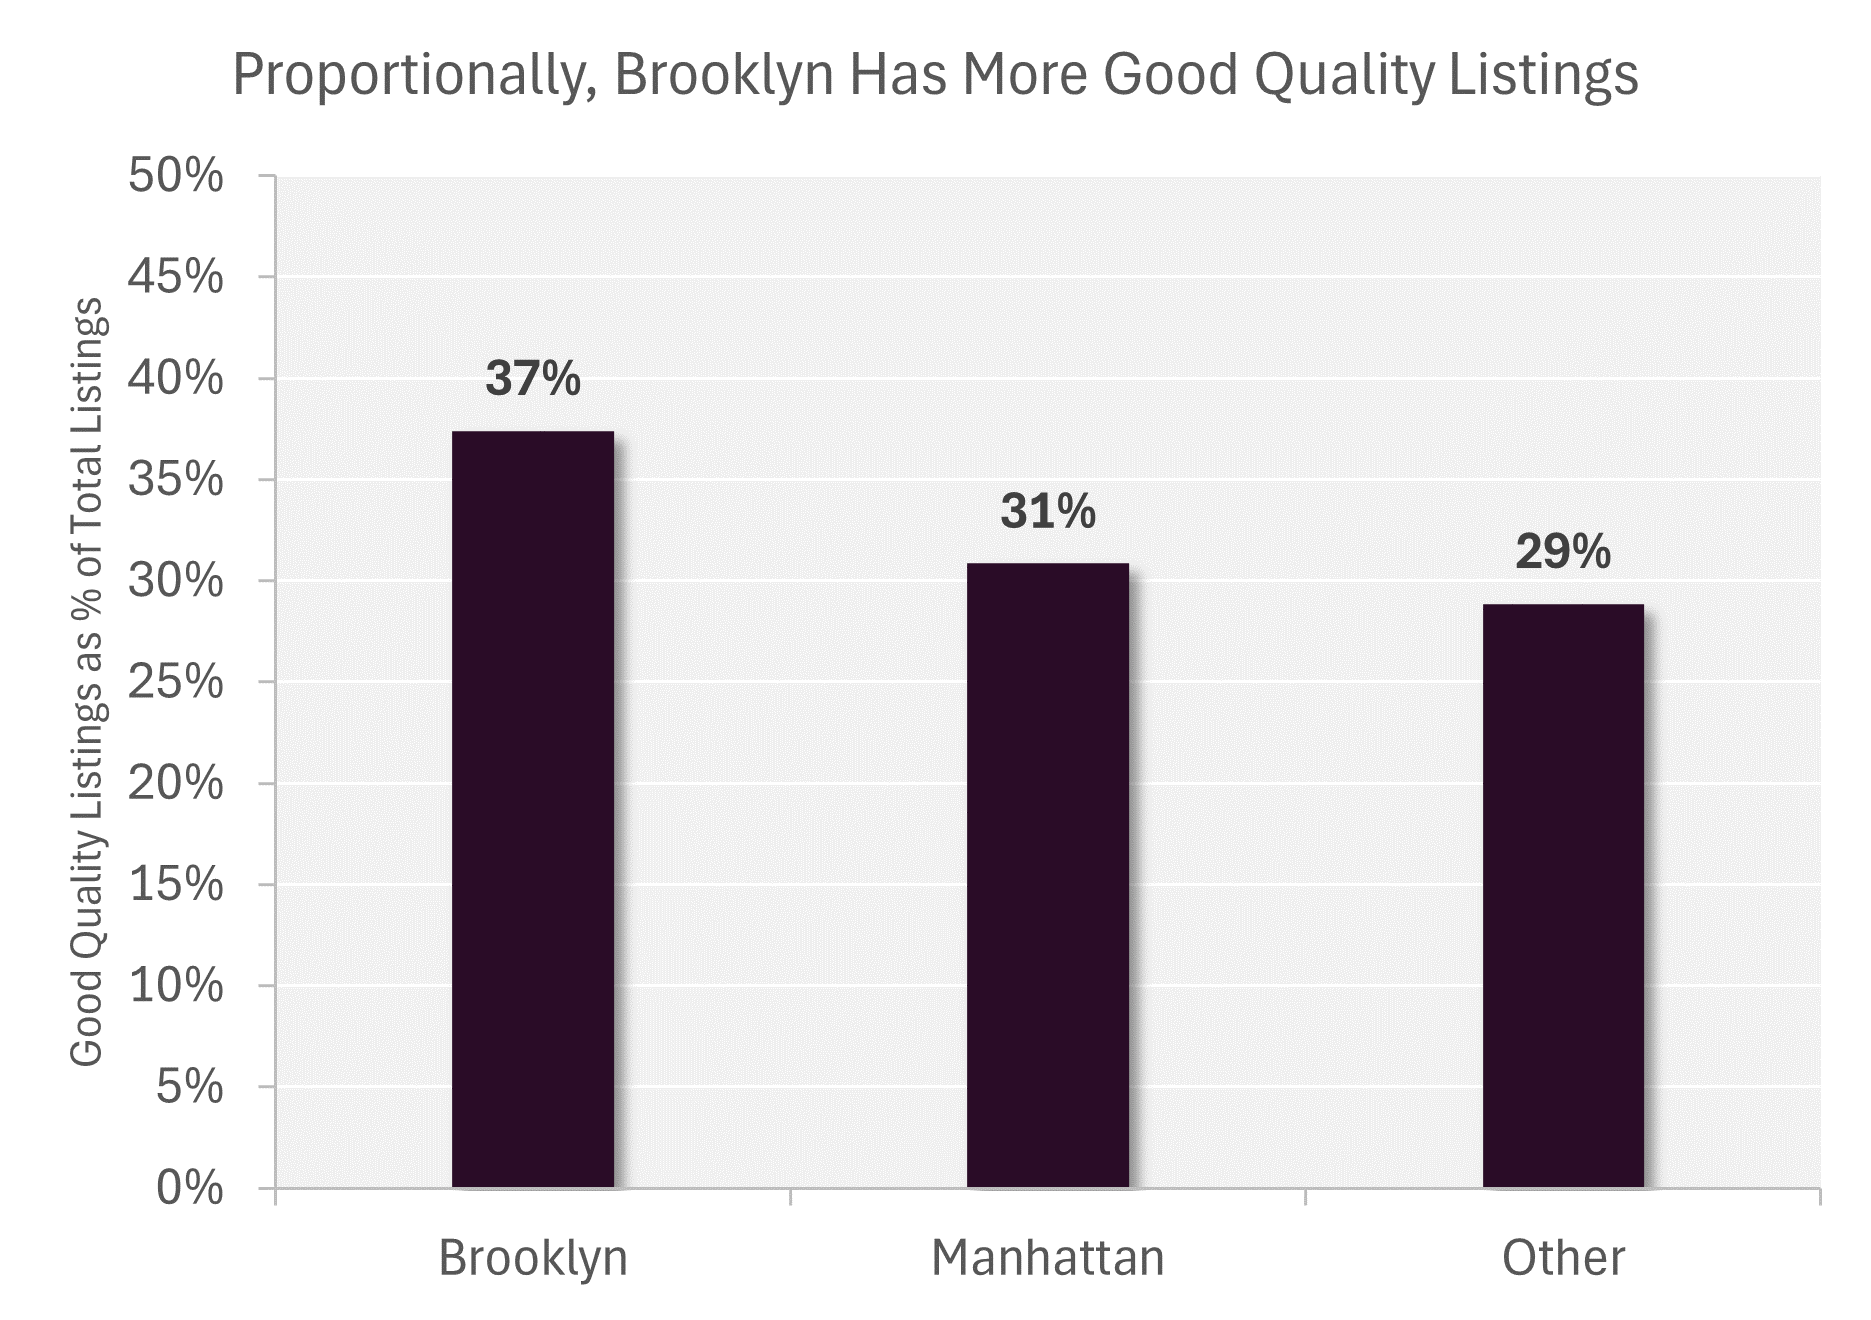 Proportionally, Brooklyn Has More Good Quality Listings
Good Quality Listings as % of Total Listings
50%
45%
40%
35%
30%
25%
20%
15%
10%
5%
0%
37%
31%
29%
Brooklyn
Manhattan
Other